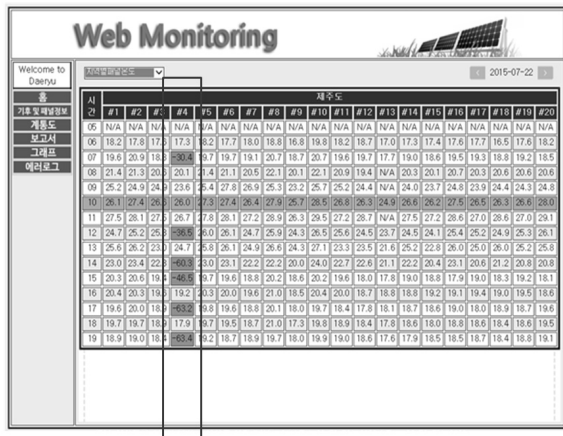 Web Monitoring
Welcome to
Daeryu
홈
기후 및 패널정보
계통도
보고서
그래프
에러로그
지역별패널온도
2015-07-22
시간
제주도
#1 #2 #3 #4 #5 #6 #7 #8 #9 #10 #11 #12 #13 #14 #15 #16 #17 #18 #19 #20
05 N/A N/A N/A N/A N/A N/A N/A N/A N/A N/A N/A N/A N/A N/A N/A N/A N/A N/A N/A N/A
06 18.2 17.8 17.3 18.2 17.7 18.0 18.8 16.8 19.8 18.2 18.7 17.0 17.3 17.4 17.6 17.7 16.5 17.6 18.2
07 19.6 20.9 -30.4 19.7 19.7 19.1 20.7 18.7 20.7 19.6 19.7 17.7 19.0 18.6 19.5 19.3 18.8 19.2 18.5
08 21.4 21.3 20.1 21.4 21.1 20.5 22.1 20.1 22.1 20.9 19.4 N/A 20.3 20.1 20.7 20.3 20.6 20.6 20.6
09 25.2 24.9 23.6 25.4 27.8 26.9 25.3 23.2 25.7 25.2 24.4 N/A 24.0 23.7 24.8 23.9 24.4 24.3 24.8
10 26.1 27.4 26.0 27.3 27.4 26.4 27.9 25.7 28.5 26.8 26.3 24.9 26.6 26.2 27.5 26.5 26.3 26.6 28.0
11 27.5 28.1 26.7 27.8 28.1 27.2 28.9 26.3 29.5 27.2 28.7 N/A 27.5 27.2 28.6 27.0 28.6 27.0 29.1
12 24.7 25.2 -36.5 26.0 26.1 24.7 25.9 24.3 26.5 25.6 24.5 23.7 24.5 24.1 25.4 25.2 24.9 25.3 26.1
13 25.6 26.2 24.7 25.8 26.1 24.9 26.6 24.3 27.1 23.3 23.5 21.6 25.2 22.8 26.0 25.0 26.0 25.2 25.8
14 23.0 23.4 -60.3 23.0 23.1 22.2 22.2 20.0 24.0 22.7 22.6 21.1 22.2 20.4 23.1 20.6 21.2 20.8 20.8
15 20.3 20.6 -46.5 19.7 19.6 18.8 20.2 18.6 20.2 19.6 18.0 17.8 19.0 18.8 17.9 19.0 18.3 19.2 18.1
16 20.4 20.3 19.2 20.3 20.0 19.6 21.0 18.5 20.4 20.0 18.7 18.8 18.8 19.2 19.1 19.4 19.0 19.5 18.6
17 19.6 20.0 -63.2 19.8 19.6 18.8 20.1 18.0 19.7 18.4 17.8 18.1 18.7 18.6 19.0 18.0 18.9 18.7 19.6
18 19.7 19.7 17.9 19.7 19.5 18.7 21.0 17.3 19.8 18.9 18.4 17.8 18.6 18.0 18.8 18.6 18.4 18.6 19.5
19 18.9 19.0 -63.4 19.2 18.7 18.9 19.7 18.0 19.9 19.0 18.6 17.6 17.9 18.5 18.5 18.7 18.4 18.8 19.1